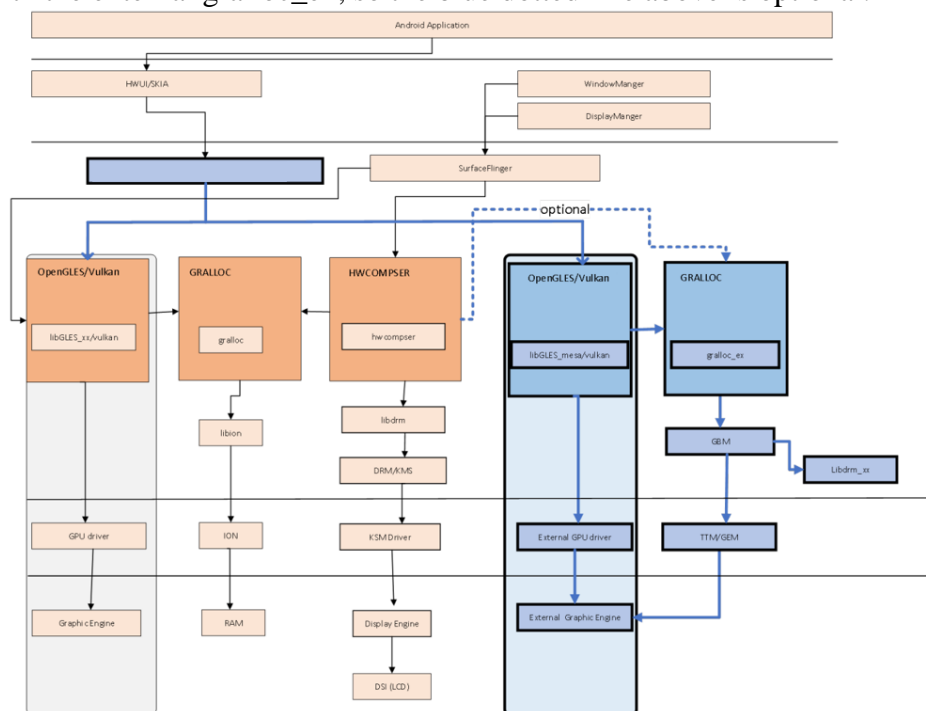 Android Application
HWUI/SKIA
WindowManger
DisplayManger
SurfaceFlinger
optional
OpenGLES/Vulkan
GRALLOC
HWCOMPSER
OpenGLES/Vulkan
GRALLOC
libGLES_xx/vulkan
gralloc
hwcompser
libGLES_mesa/vulkan
gralloc_ex
libion
libdrm
GBM
DRM/KMS
Libdrm_xx
GPU driver
ION
KSM Driver
External GPU driver
TTM/GEM
Graphic Engine
RAM
Display Engine
External Graphic Engine
DSI (LCD)